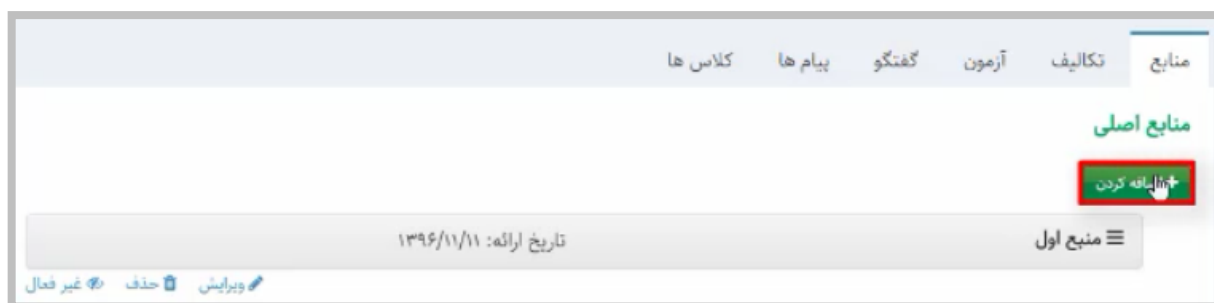 منابع تکالیف آزمون گفتگو پیام ها کلاس ها
منابع اصلی
کردن
منبع اول تاریخ ارائه: ۱۳۹۶/۱۱/۱۱
ویرایش حذف غیر فعال